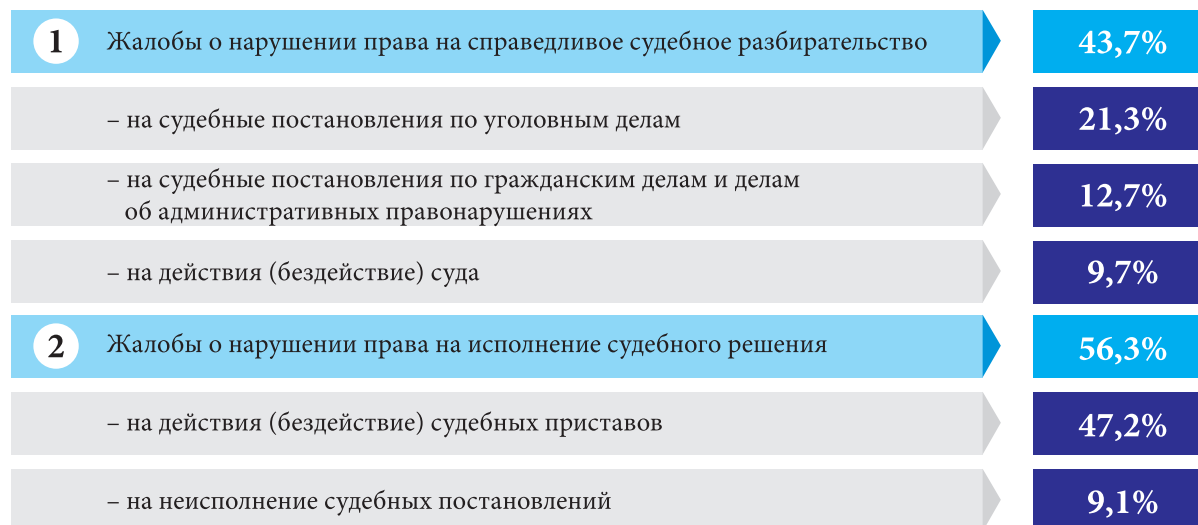 1 Жалобы о нарушении права на справедливое судебное разбирательство 43,7%
– на судебные постановления по уголовным делам 21,3%
– на судебные постановления по гражданским делам и делам
об административных правонарушениях 12,7%
– на действия (бездействие) суда 9,7%
2 Жалобы о нарушении права на исполнение судебного решения 56,3%
– на действия (бездействие) судебных приставов 47,2%
– на неисполнение судебных постановлений 9,1%